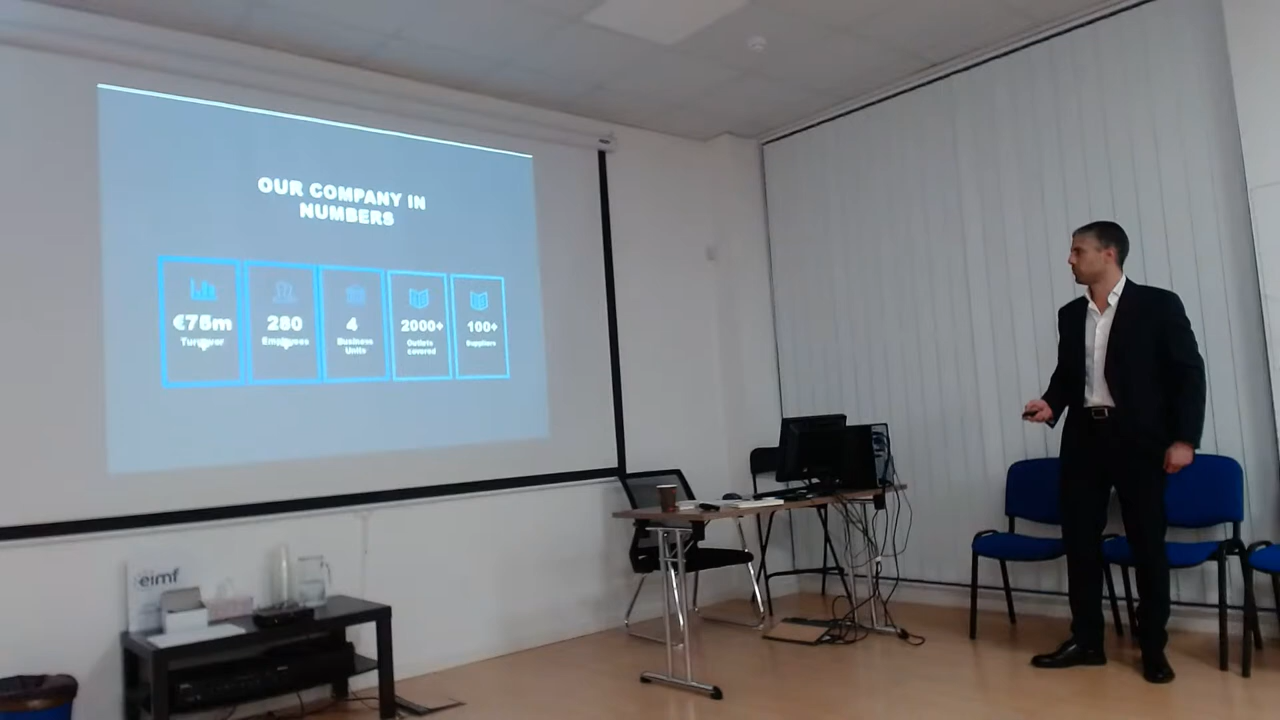 OUR COMPANY IN
NUMBERS
€75m
Turnover
280
Employees
4
Business
Units
2000+
Outlets
covered
100+
Suppliers
eimf